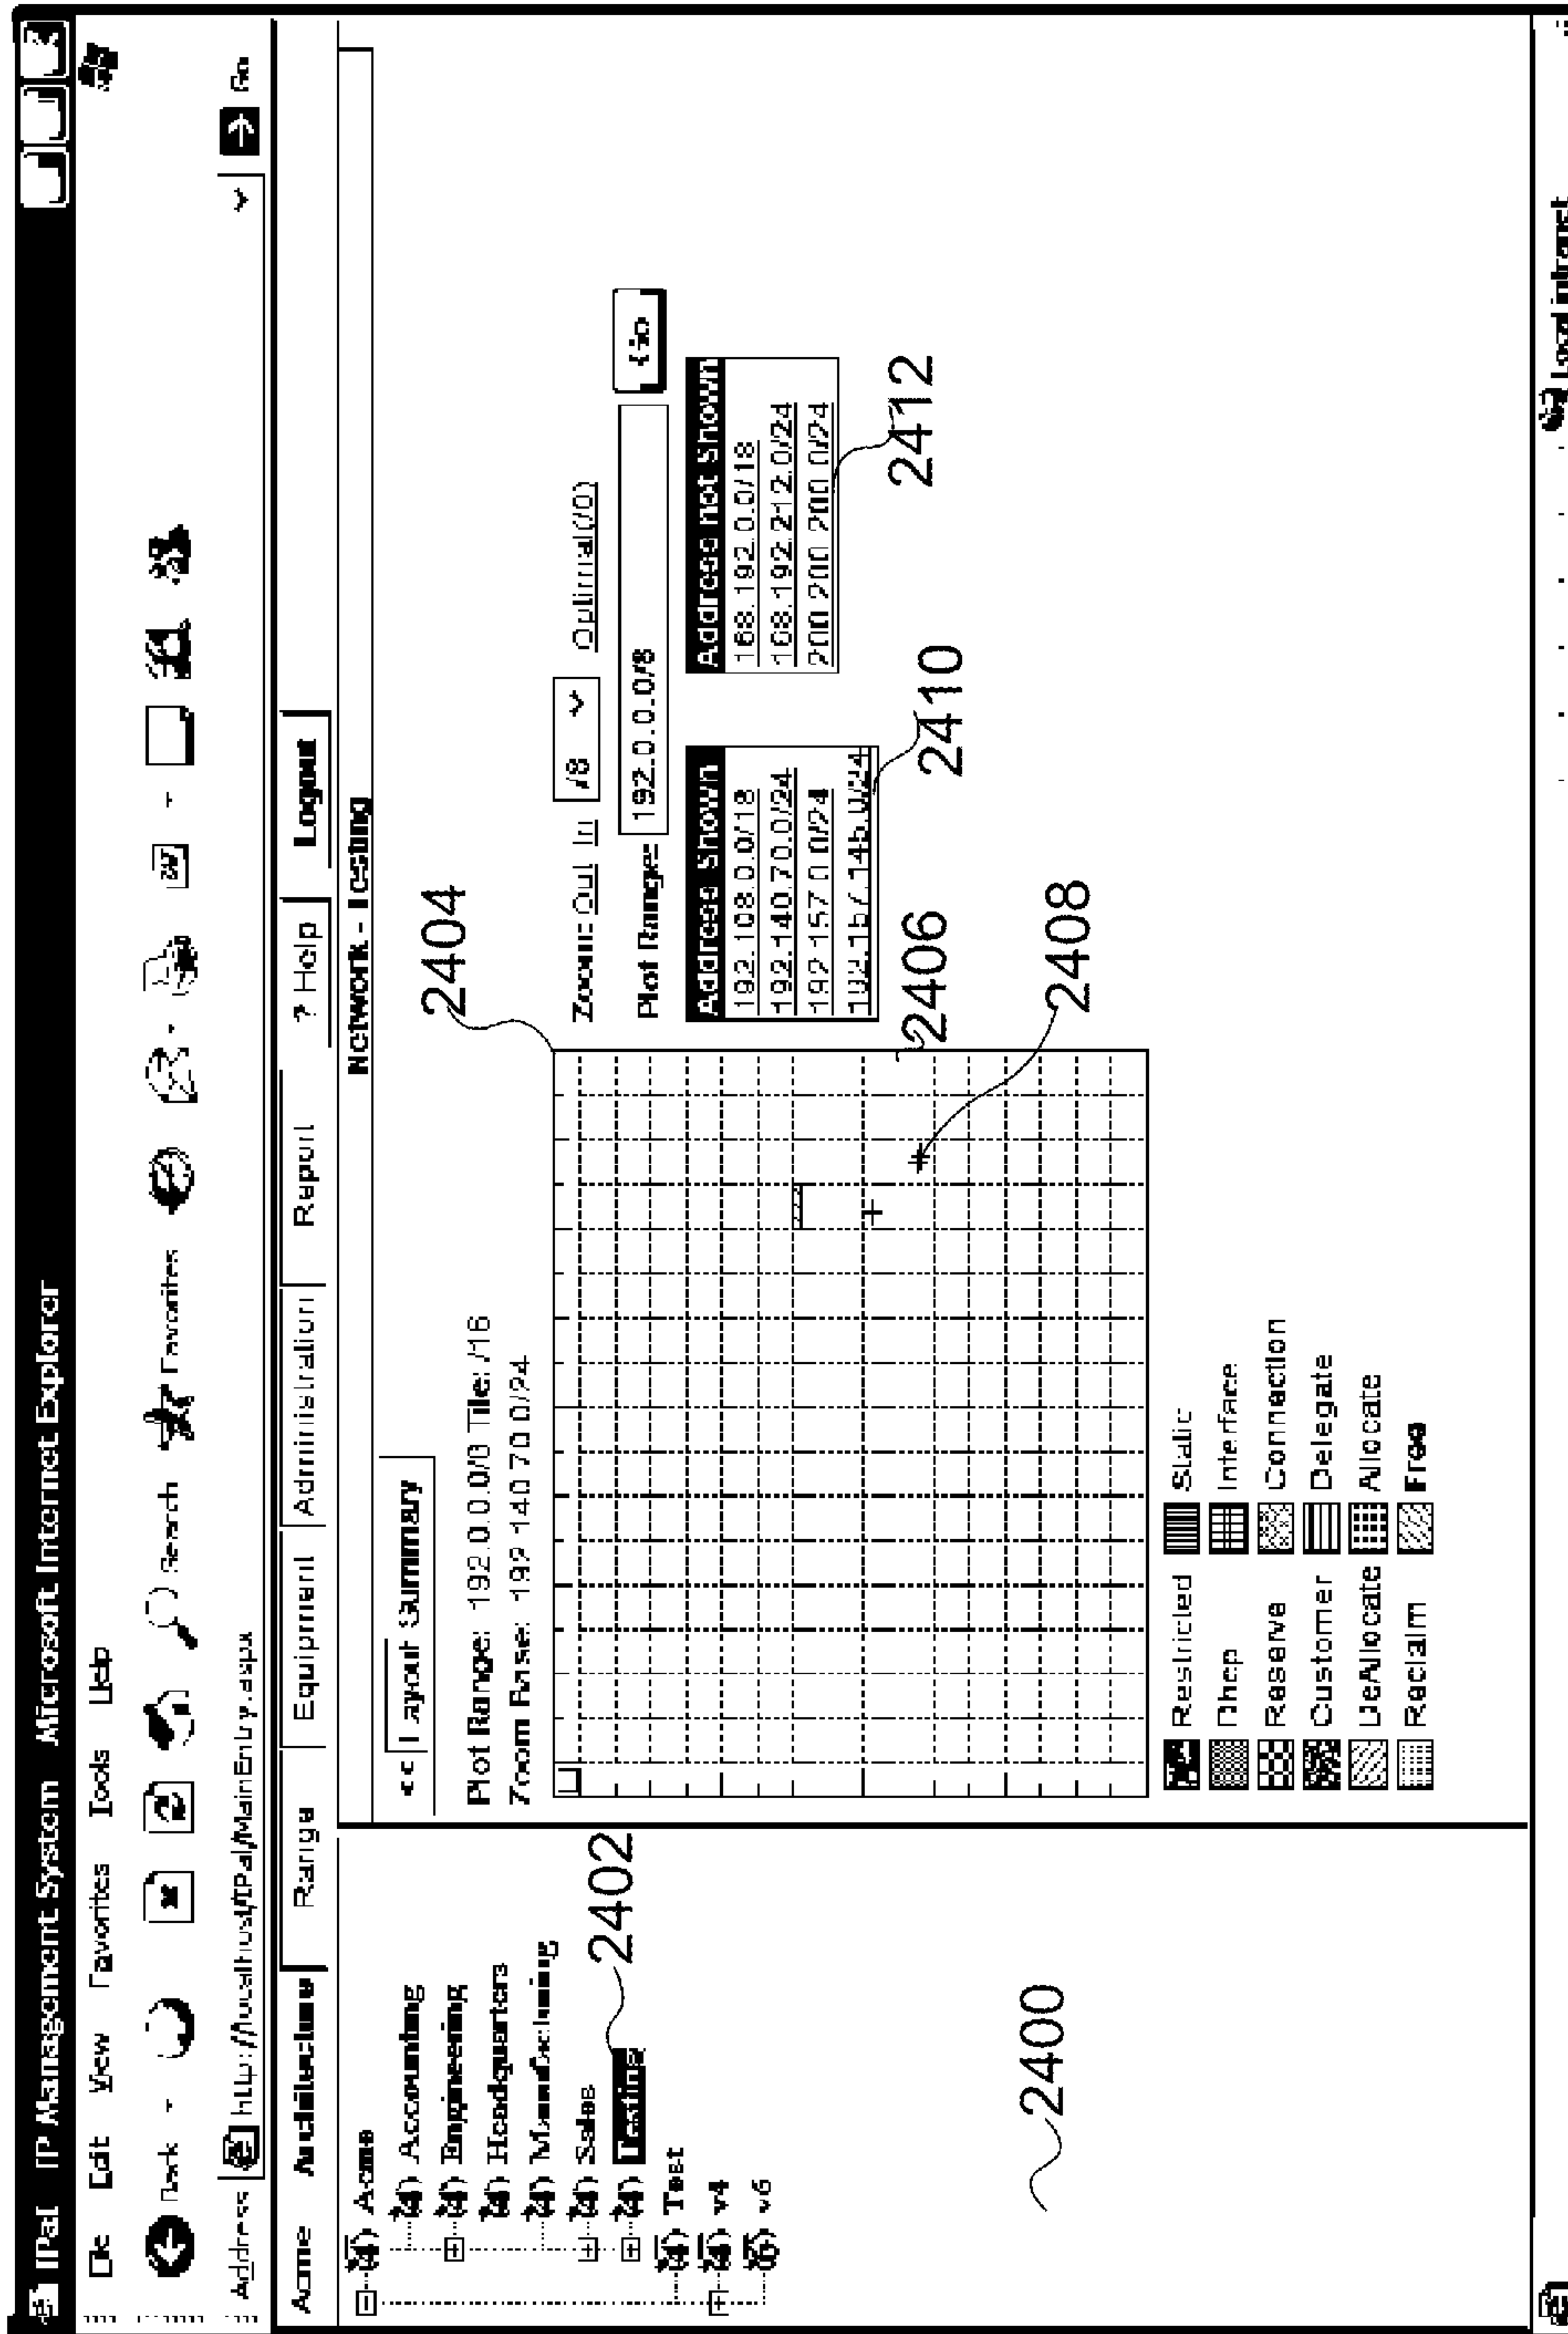 IPal IP Management System Microsoft Internet Explorer
File Edit View Favorites Tools Help
Back Search Favorites
Address http://localhost/IPal/MainEntry.aspx Go
Acme Architecture Range Equipment Administration Report ? Help Logout
Network - Testing
Acme
Accounting
Engineering
Headquarters
Manufacturing
Sales
Testing
Test
v4
v6
2402
2400
<< Layout Summary
Plot Range: 192.0.0.0/8 Tile: /16
Zoom Base: 192.140.70.0/24
2404
2406
2408
Zoom: Out In /8 Optimal(/0)
Plot Range: 192.0.0.0/8 Go
Address Shown
192.108.0.0/18
192.140.70.0/24
192.157.0.0/24
192.157.146.0/24
2410
Address not Shown
168.192.0.0/18
168.192.212.0/24
200.200.200.0/24
2412
Restricted Static
Dhcp Interface
Reserve Connection
Customer Delegate
DeAllocate Allocate
Reclaim Free
Local intranet